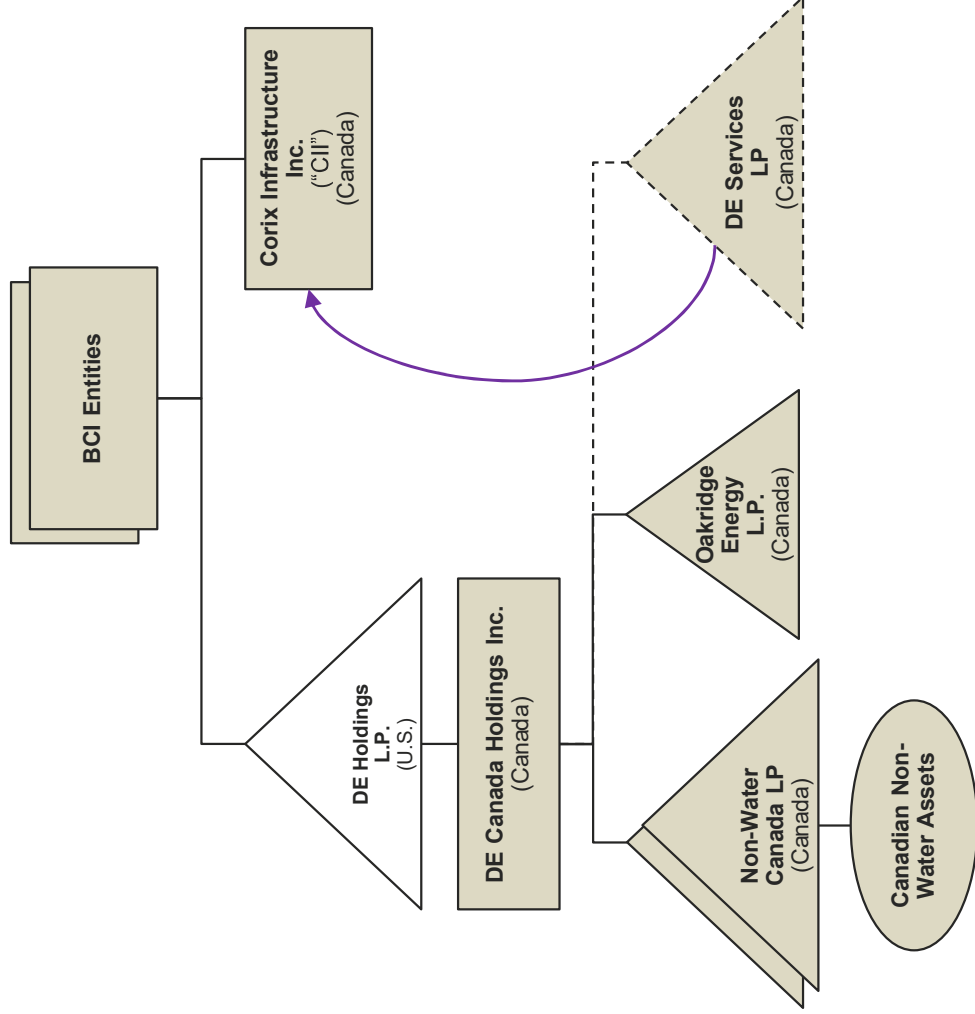 BCI Entities
DE Holdings
L.P.
(U.S.)
Corix Infrastructure
Inc.
("CII")
(Canada)
DE Canada Holdings Inc.
(Canada)
Non-Water
Canada LP
(Canada)
Oakridge
Energy
L.P.
(Canada)
DE Services
LP
(Canada)
Canadian Non-
Water Assets